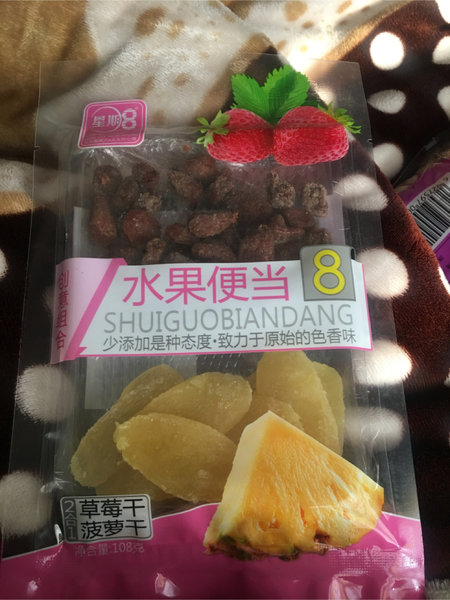 星期8
创意组合
水果便当
8
SHUIGUOBIANDANG
少添加是种态度·致力于原始的色香味
2合1
草莓干
菠萝干
净含量:108克